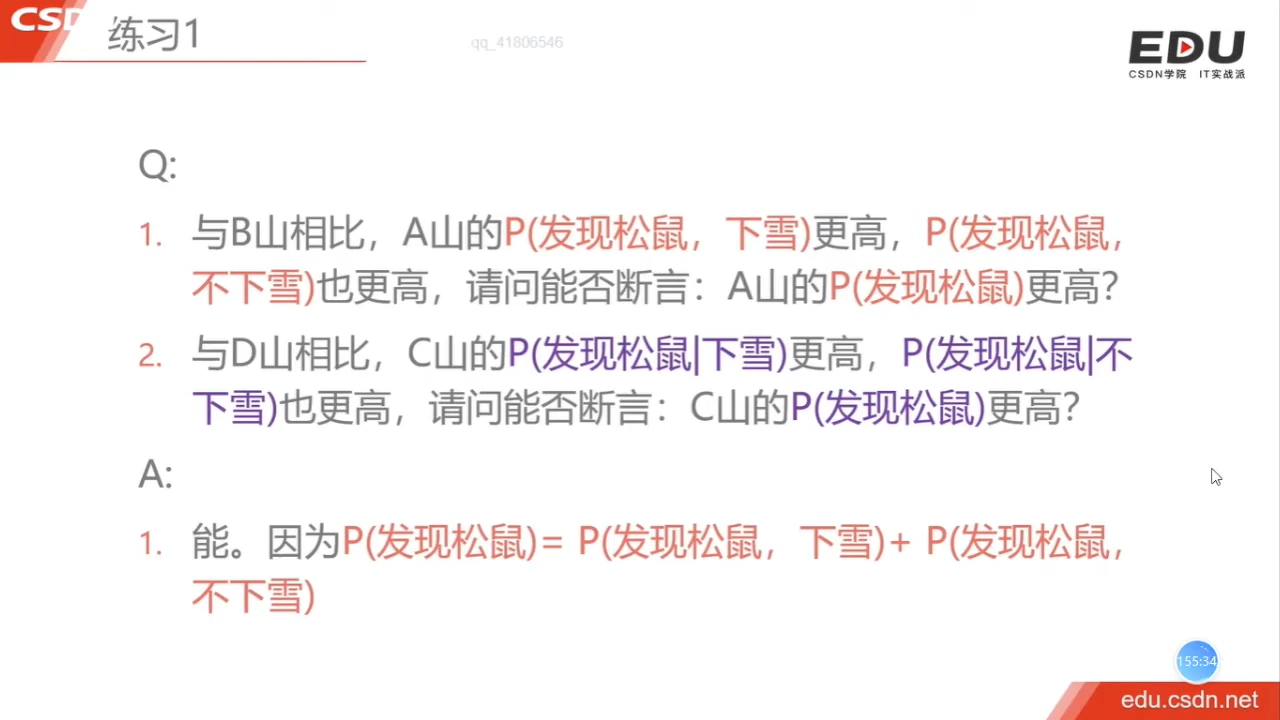 CSD
练习1
qq_41806546
EDU
CSDN学院 IT实战派
Q:
1. 与B山相比，A山的P(发现松鼠，下雪)更高，P(发现松鼠，
不下雪)也更高，请问能否断言：A山的P(发现松鼠)更高？
2. 与D山相比，C山的P(发现松鼠|下雪)更高，P(发现松鼠|不
下雪)也更高，请问能否断言：C山的P(发现松鼠)更高？
A:
1. 能。因为P(发现松鼠)= P(发现松鼠，下雪)+ P(发现松鼠，
不下雪)
155:34
edu.csdn.net